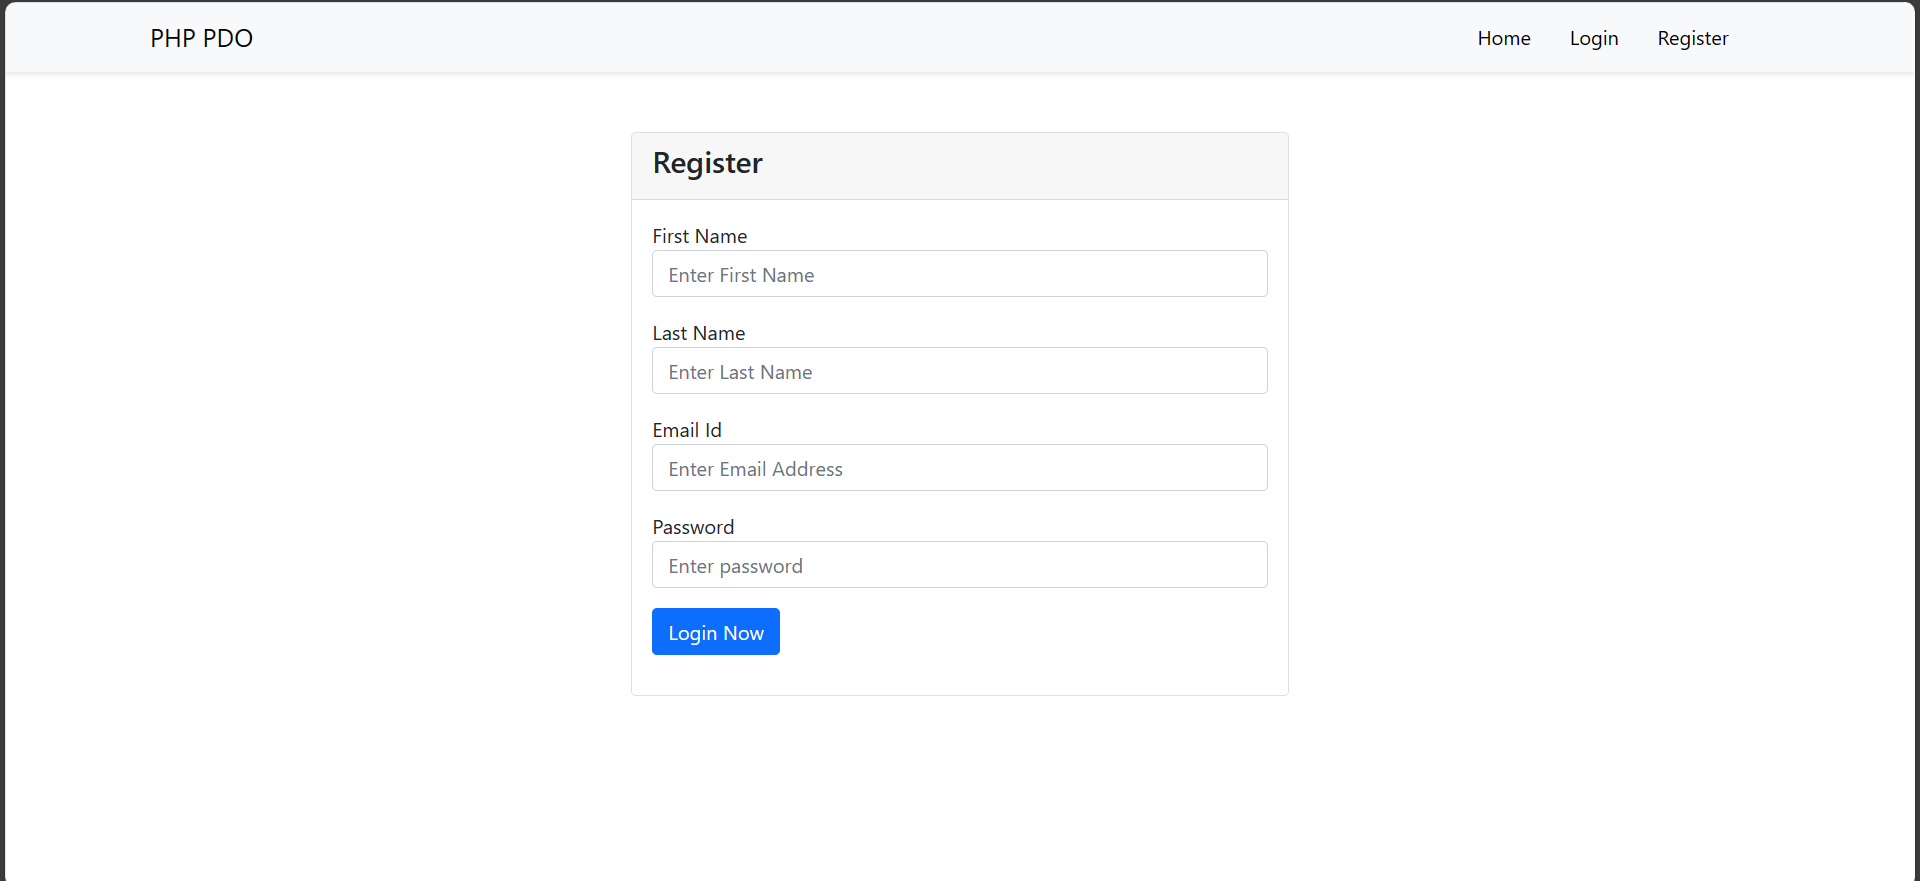 PHP PDO Home Login Register
Register
First Name
Enter First Name
Last Name
Enter Last Name
Email Id
Enter Email Address
Password
Enter password
Login Now